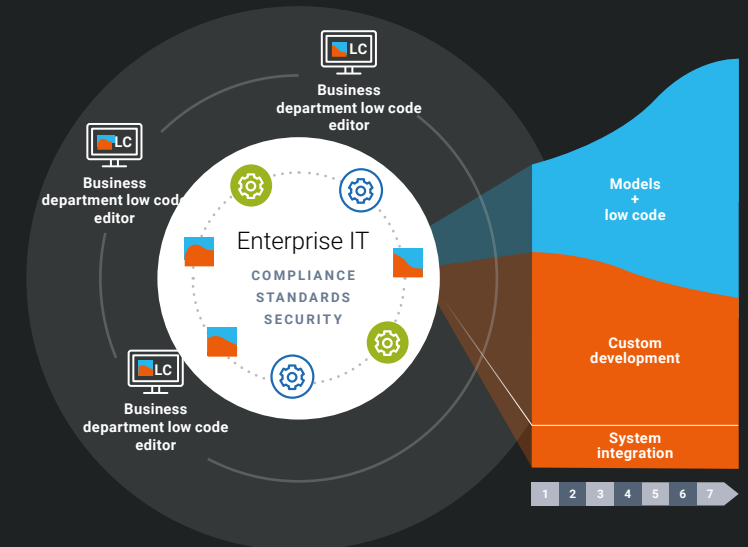 LC
Business
department low code
editor
LC
Business
department low code
editor
LC
Business
department low code
editor
Enterprise IT
COMPLIANCE
STANDARDS
SECURITY
Models
+
low code
Custom
development
System
integration
1 2 3 4 5 6 7